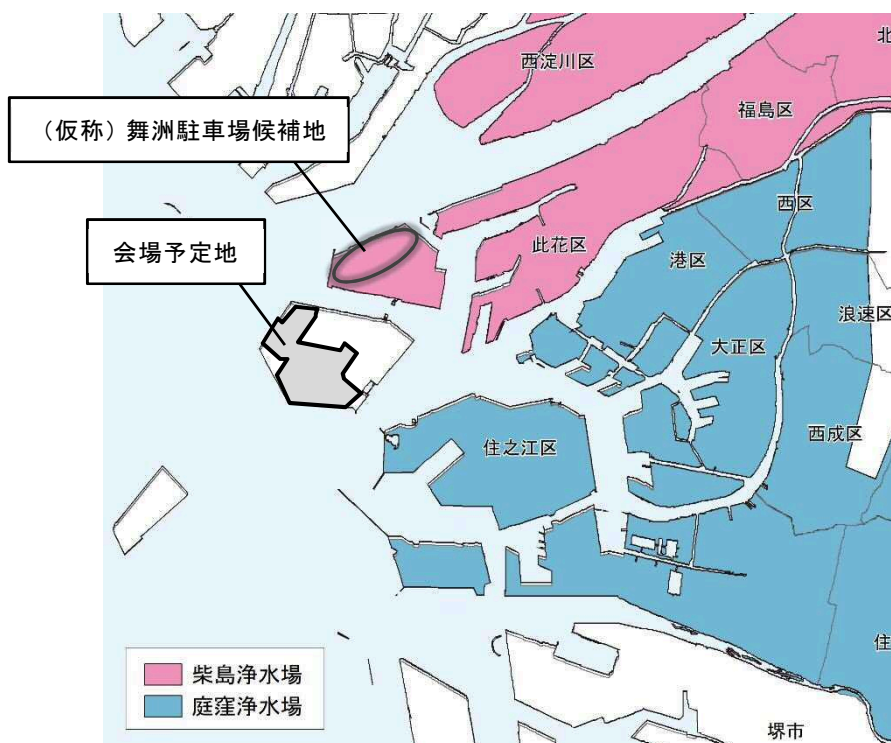 北
西淀川区
福島区
（仮称）舞洲駐車場候補地
西区
会場予定地
此花区
港区
浪速区
大正区
西成区
住之江区
住
柴島浄水場
庭窪浄水場
堺市